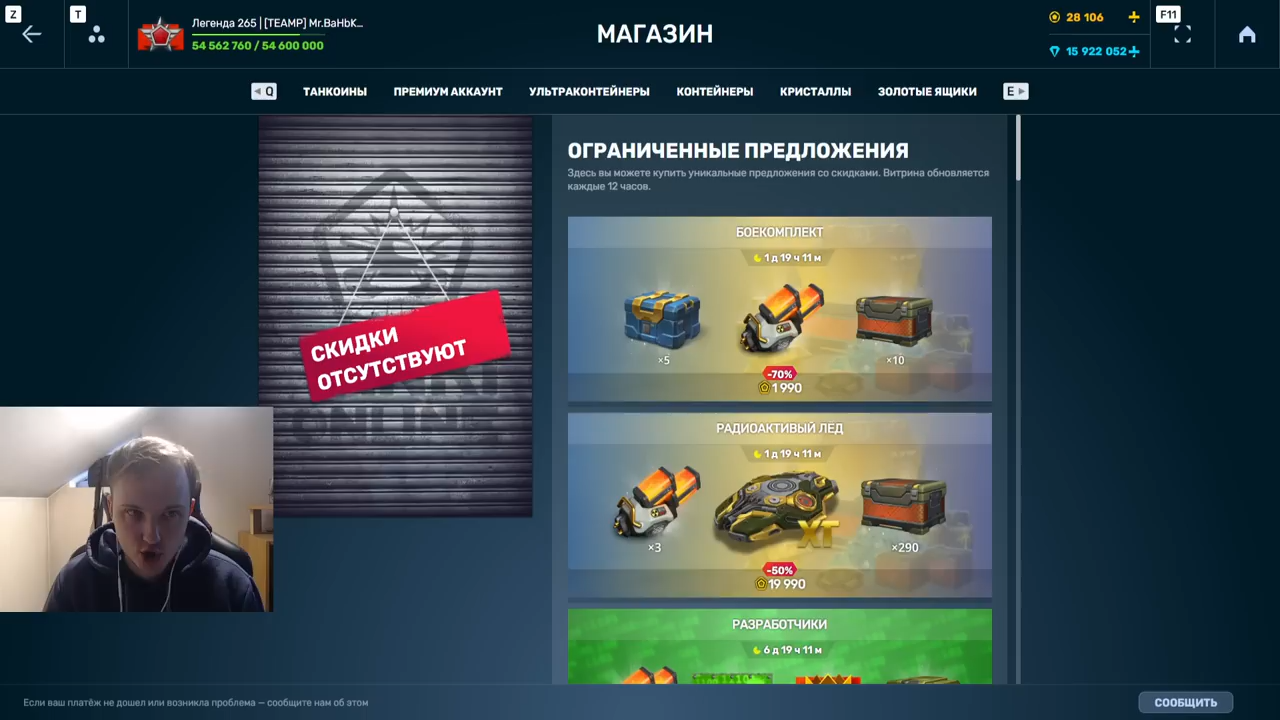 Z
T
Легенда 265 | [TEAMP] Mr.BaHbK...
54 562 760 / 54 600 000
МАГАЗИН
28 106
15 922 052
F11
Q
ТАНКОИНЫ
ПРЕМИУМ АККАУНТ
УЛЬТРАКОНТЕЙНЕРЫ
КОНТЕЙНЕРЫ
КРИСТАЛЛЫ
ЗОЛОТЫЕ ЯЩИКИ
E
СКИДКИ
ОТСУТСТВУЮТ
ONLINE
ОГРАНИЧЕННЫЕ ПРЕДЛОЖЕНИЯ
Здесь вы можете купить уникальные предложения со скидками. Витрина обновляется
каждые 12 часов.
БОЕКОМПЛЕКТ
1 д 19 ч 11 м
×5
×10
-70%
1 990
РАДИОАКТИВЫЙ ЛЕД
1 д 19 ч 11 м
XT
×3
×290
-50%
19 990
РАЗРАБОТЧИКИ
6 д 19 ч 11 м
Если ваш платёж не дошел или возникла проблема — сообщите нам об этом
СООБЩИТЬ